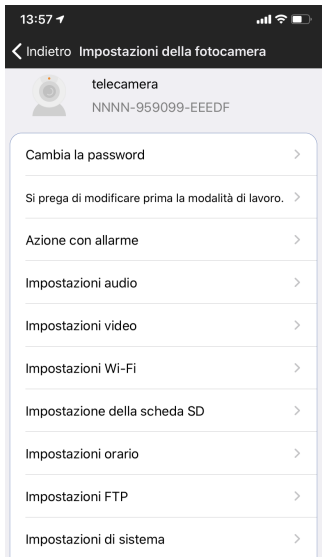 13:57
Indietro Impostazioni della fotocamera
telecamera
NNNN-959099-EEEDF
Cambia la password
Si prega di modificare prima la modalità di lavoro.
Azione con allarme
Impostazioni audio
Impostazioni video
Impostazioni Wi-Fi
Impostazione della scheda SD
Impostazioni orario
Impostazioni FTP
Impostazioni di sistema